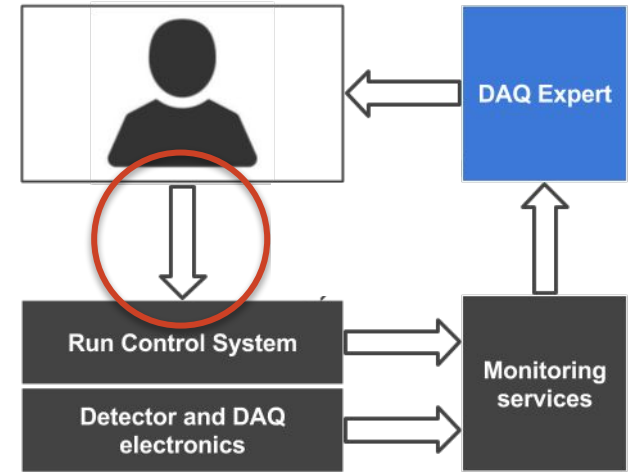 DAQ Expert
Run Control System
Monitoring
services
Detector and DAQ
electronics